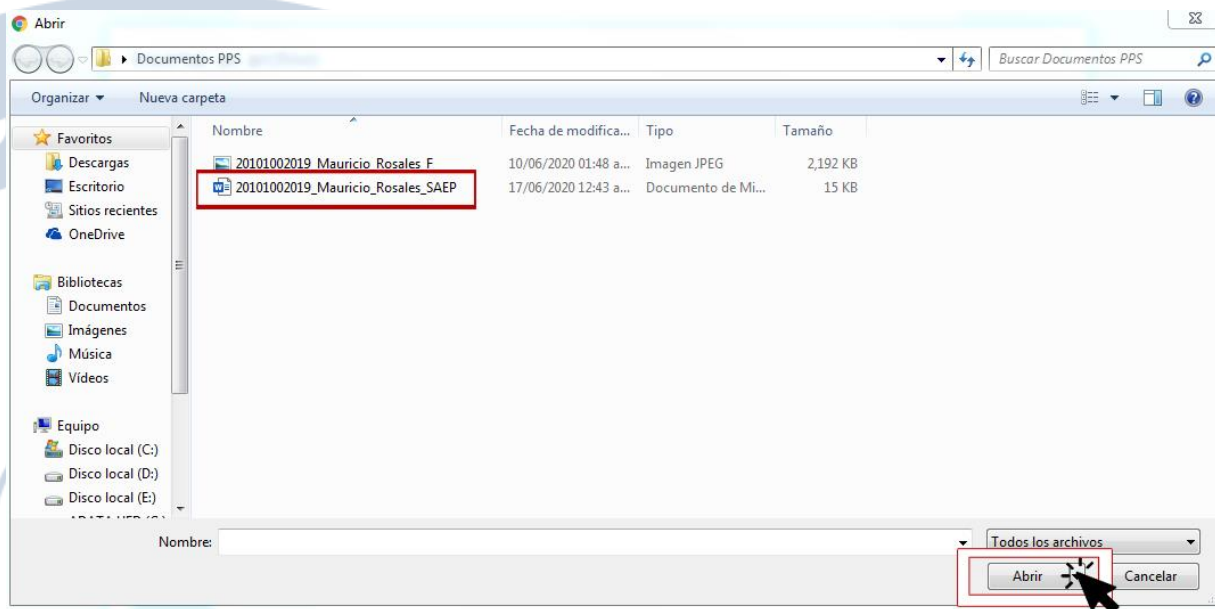 Abrir
Documentos PPS
Buscar Documentos PPS
Organizar
Nueva carpeta
Nombre
Fecha de modifica...
Tipo
Tamaño
Favoritos
Descargas
Escritorio
Sitios recientes
OneDrive
Bibliotecas
Documentos
Imágenes
Música
Vídeos
Equipo
Disco local (C:)
Disco local (D:)
Disco local (E:)
20101002019_Mauricio_Rosales_F 10/06/2020 01:48 a... Imagen JPEG 2,192 KB
20101002019_Mauricio_Rosales_SAEP 17/06/2020 12:43 a... Documento de Mi... 15 KB
Nombre:
Todos los archivos
Abrir
Cancelar